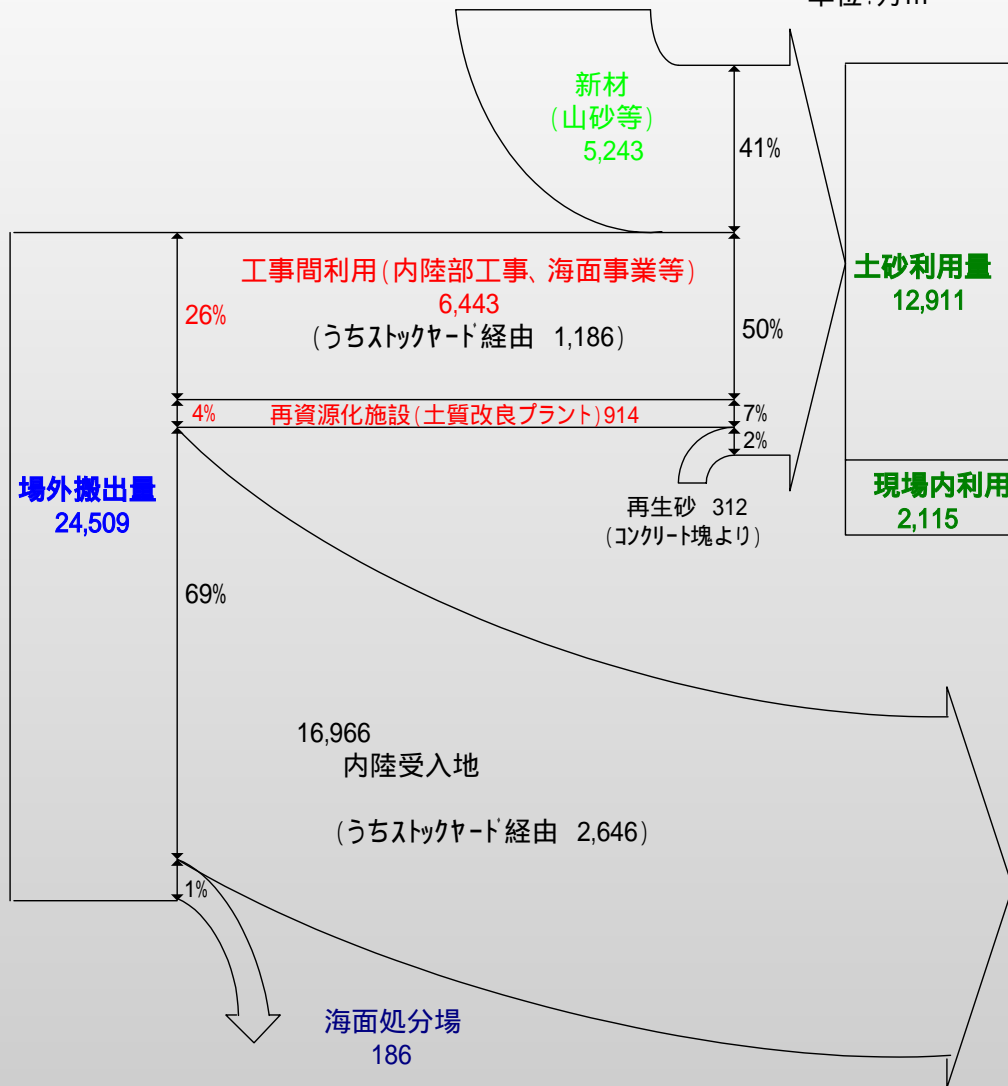 単位:万m
新材
(山砂等)
5,243
41%
工事間利用(内陸部工事、海面事業等)
6,443
(うちストックヤード経由 1,186)
26%
50%
土砂利用量
12,911
4%
再資源化施設(土質改良プラント)914
7%
2%
場外搬出量
24,509
再生砂 312
(コンクリート塊より)
現場内利用
2,115
69%
16,966
内陸受入地
(うちストックヤード経由 2,646)
1%
海面処分場
186